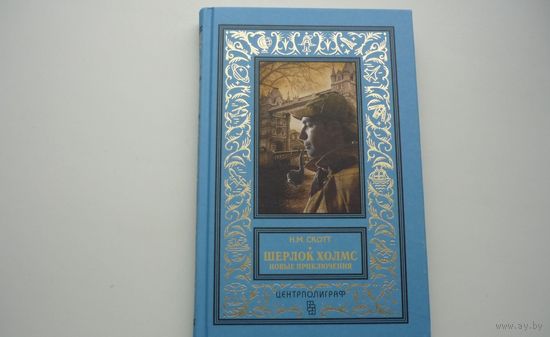 Н.М. СКОТТ
ШЕРЛОК ХОЛМС
НОВЫЕ ПРИКЛЮЧЕНИЯ
ЦЕНТРПОЛИГРАФ
www.ay.by